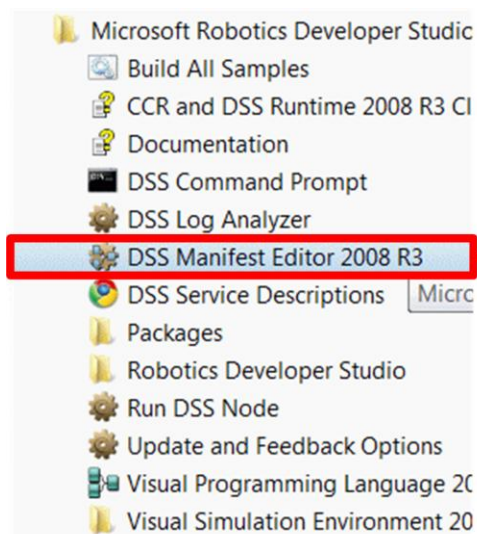 Microsoft Robotics Developer Studic
Build All Samples
CCR and DSS Runtime 2008 R3 Cl
Documentation
DSS Command Prompt
DSS Log Analyzer
DSS Manifest Editor 2008 R3
DSS Service Descriptions Micrc
Packages
Robotics Developer Studio
Run DSS Node
Update and Feedback Options
Visual Programming Language 20
Visual Simulation Environment 20